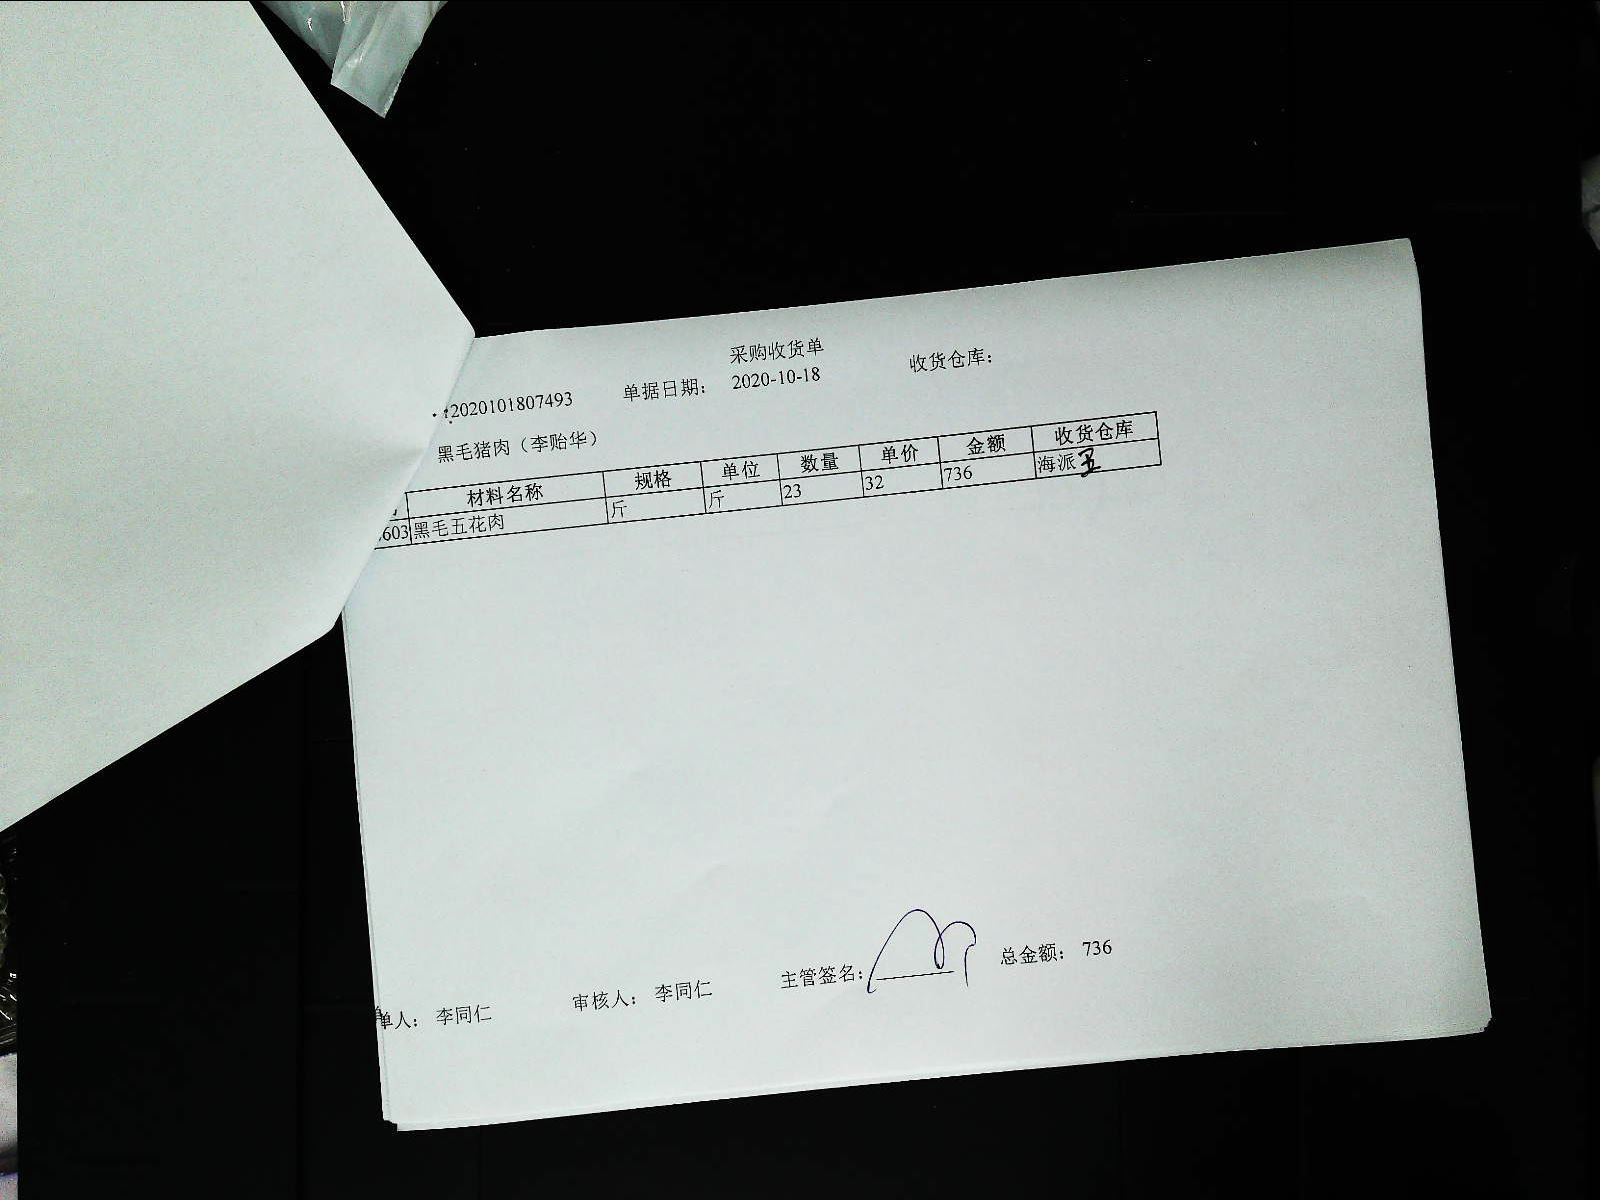 采购收货单
2020101807493 单据日期： 2020-10-18 收货仓库：
黑毛猪肉（李贻华）
材料名称 规格 单位 数量 单价 金额 收货仓库
603 黑毛五花肉 斤 斤 23 32 736 海派
单人： 李同仁 审核人： 李同仁 主管签名： 总金额： 736